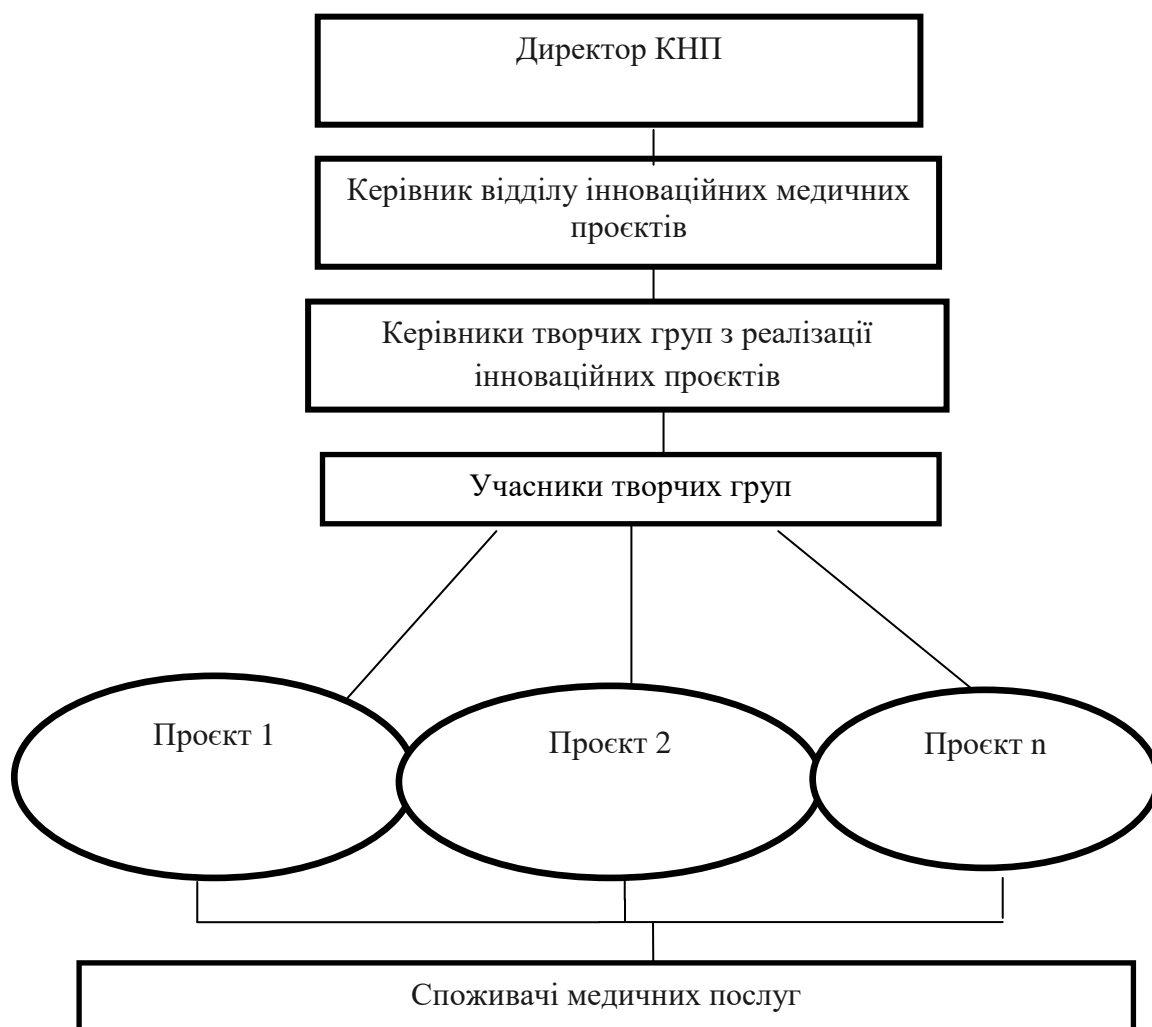 Директор КНП
Керівник відділу інноваційних медичних
проєктів
Керівники творчих груп з реалізації
інноваційних проєктів
Учасники творчих груп
Проєкт 1
Проєкт 2
Проєкт n
Споживачі медичних послуг